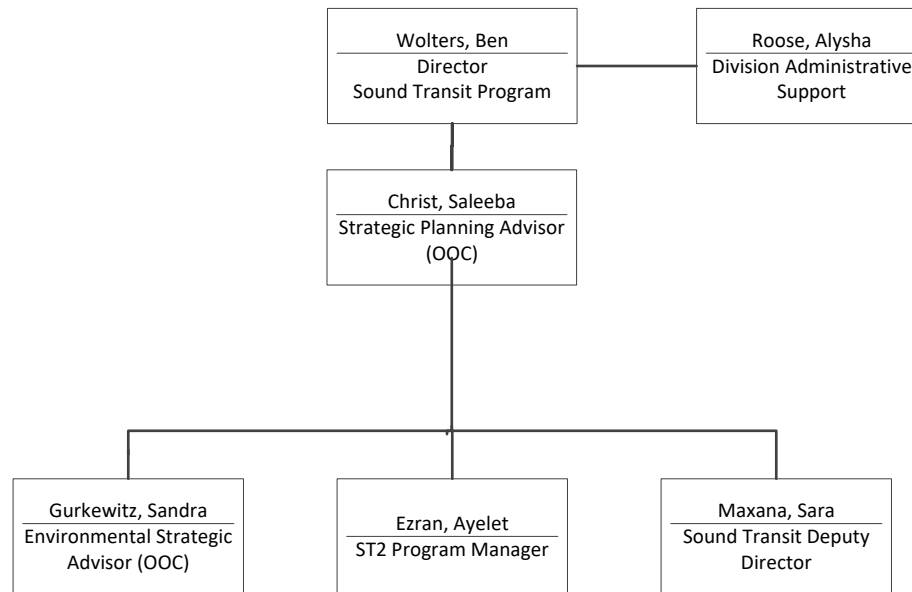 Wolters, Ben
Director
Sound Transit Program
Roose, Alysha
Division Administrative
Support
Christ, Saleeba
Strategic Planning Advisor
(OOC)
Gurkewitz, Sandra
Environmental Strategic
Advisor (OOC)
Ezran, Ayelet
ST2 Program Manager
Maxana, Sara
Sound Transit Deputy
Director